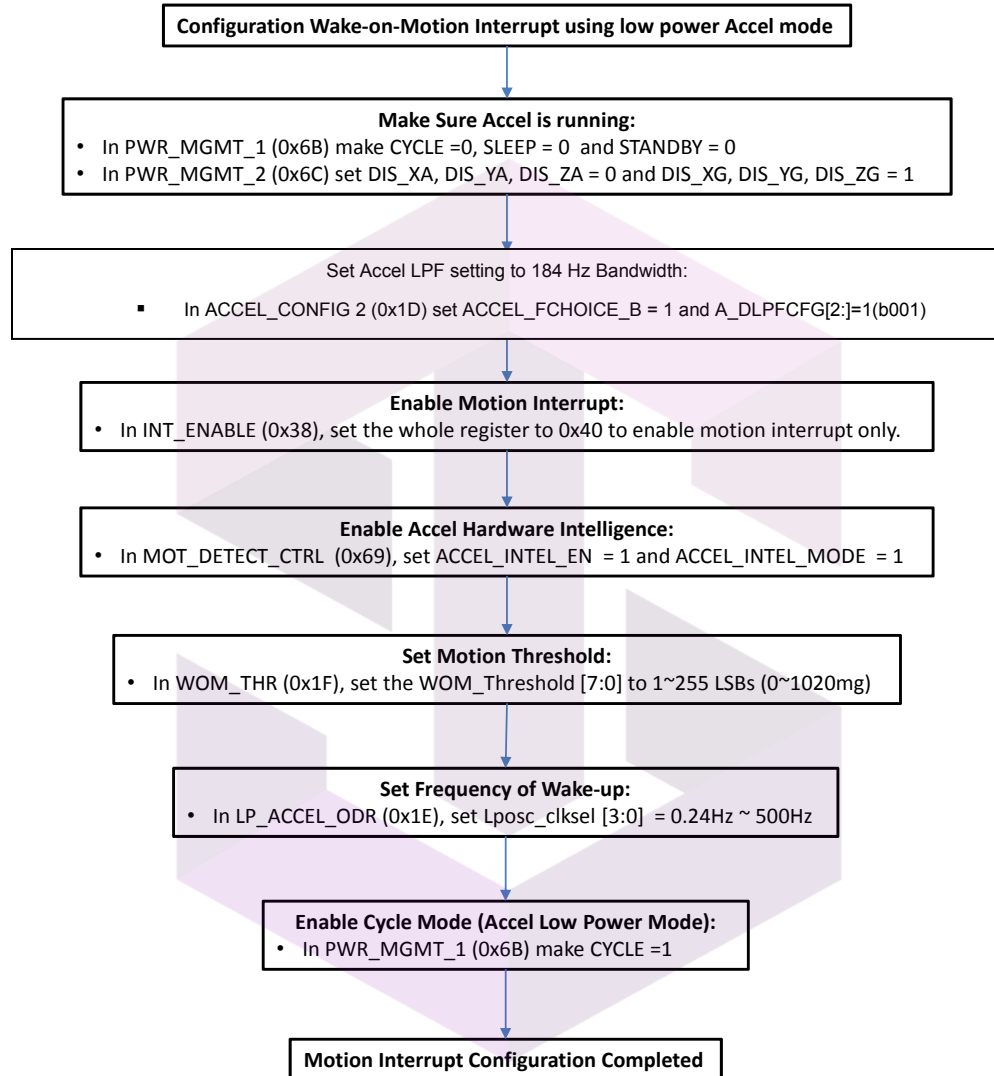 Configuration Wake-on-Motion Interrupt using low power Accel mode
Make Sure Accel is running:
• In PWR_MGMT_1 (0x6B) make CYCLE =0, SLEEP = 0  and STANDBY = 0
• In PWR_MGMT_2 (0x6C) set DIS_XA, DIS_YA, DIS_ZA = 0 and DIS_XG, DIS_YG, DIS_ZG = 1
Set Accel LPF setting to 184 Hz Bandwidth:
▪ In ACCEL_CONFIG 2 (0x1D) set ACCEL_FCHOICE_B = 1 and A_DLPFCFG[2:]=1(b001)
Enable Motion Interrupt:
• In INT_ENABLE (0x38), set the whole register to 0x40 to enable motion interrupt only.
Enable Accel Hardware Intelligence:
• In MOT_DETECT_CTRL  (0x69), set ACCEL_INTEL_EN  = 1 and ACCEL_INTEL_MODE  = 1
Set Motion Threshold:
• In WOM_THR (0x1F), set the WOM_Threshold [7:0] to 1~255 LSBs (0~1020mg)
Set Frequency of Wake-up:
• In LP_ACCEL_ODR (0x1E), set Lposc_clksel [3:0]  = 0.24Hz ~ 500Hz
Enable Cycle Mode (Accel Low Power Mode):
• In PWR_MGMT_1 (0x6B) make CYCLE =1
Motion Interrupt Configuration Completed